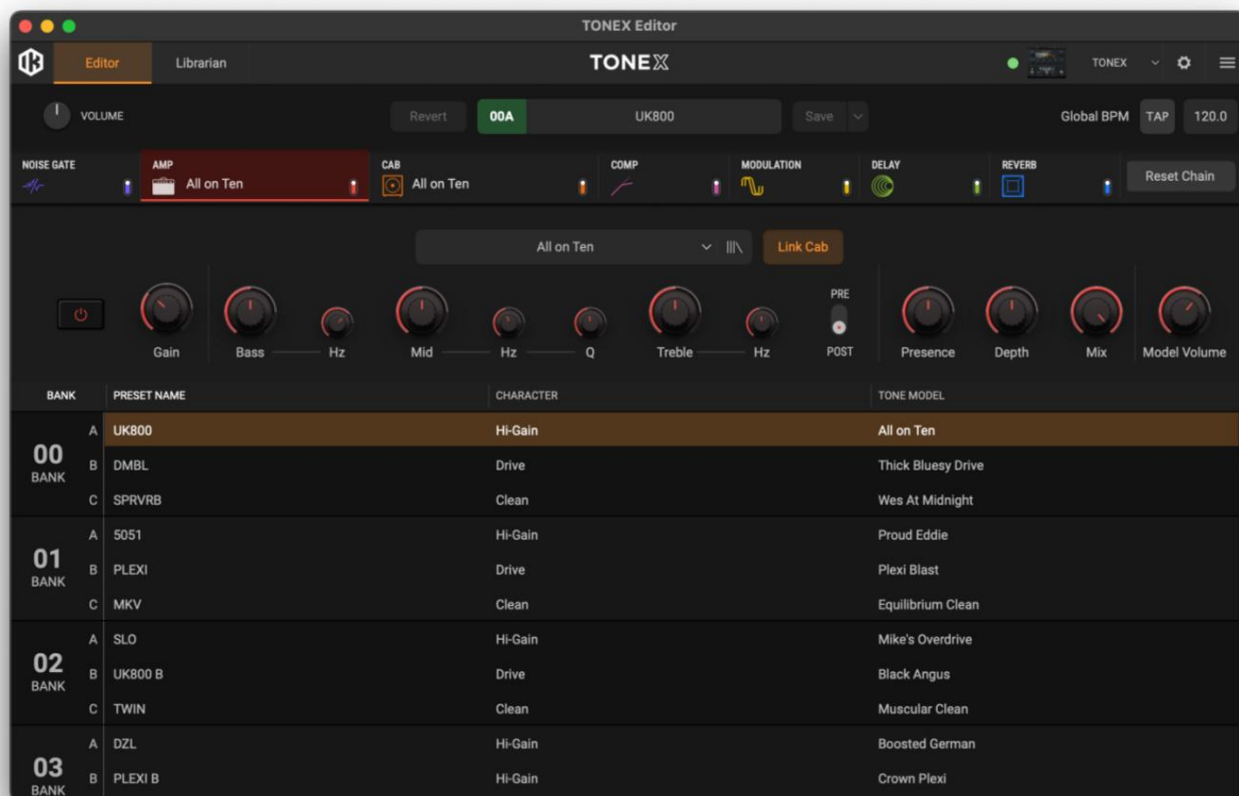 TONEX Editor
Editor Librarian TONEX TONEX
VOLUME Revert 00A UK800 Save Global BPM TAP 120.0
NOISE GATE AMP CAB COMP MODULATION DELAY REVERB
All on Ten All on Ten Reset Chain
All on Ten Link Cab
PRE
Gain Bass Hz Mid Hz Q Treble Hz POST Presence Depth Mix Model Volume
BANK PRESET NAME CHARACTER TONE MODEL
A UK800 Hi-Gain All on Ten
00 BANK B DMBL Drive Thick Bluesy Drive
C SPRVRB Clean Wes At Midnight
A 5051 Hi-Gain Proud Eddie
01 BANK B PLEXI Drive Plexi Blast
C MKV Clean Equilibrium Clean
A SLO Hi-Gain Mike's Overdrive
02 BANK B UK800 B Drive Black Angus
C TWIN Clean Muscular Clean
A DZL Hi-Gain Boosted German
03 BANK B PLEXI B Hi-Gain Crown Plexi